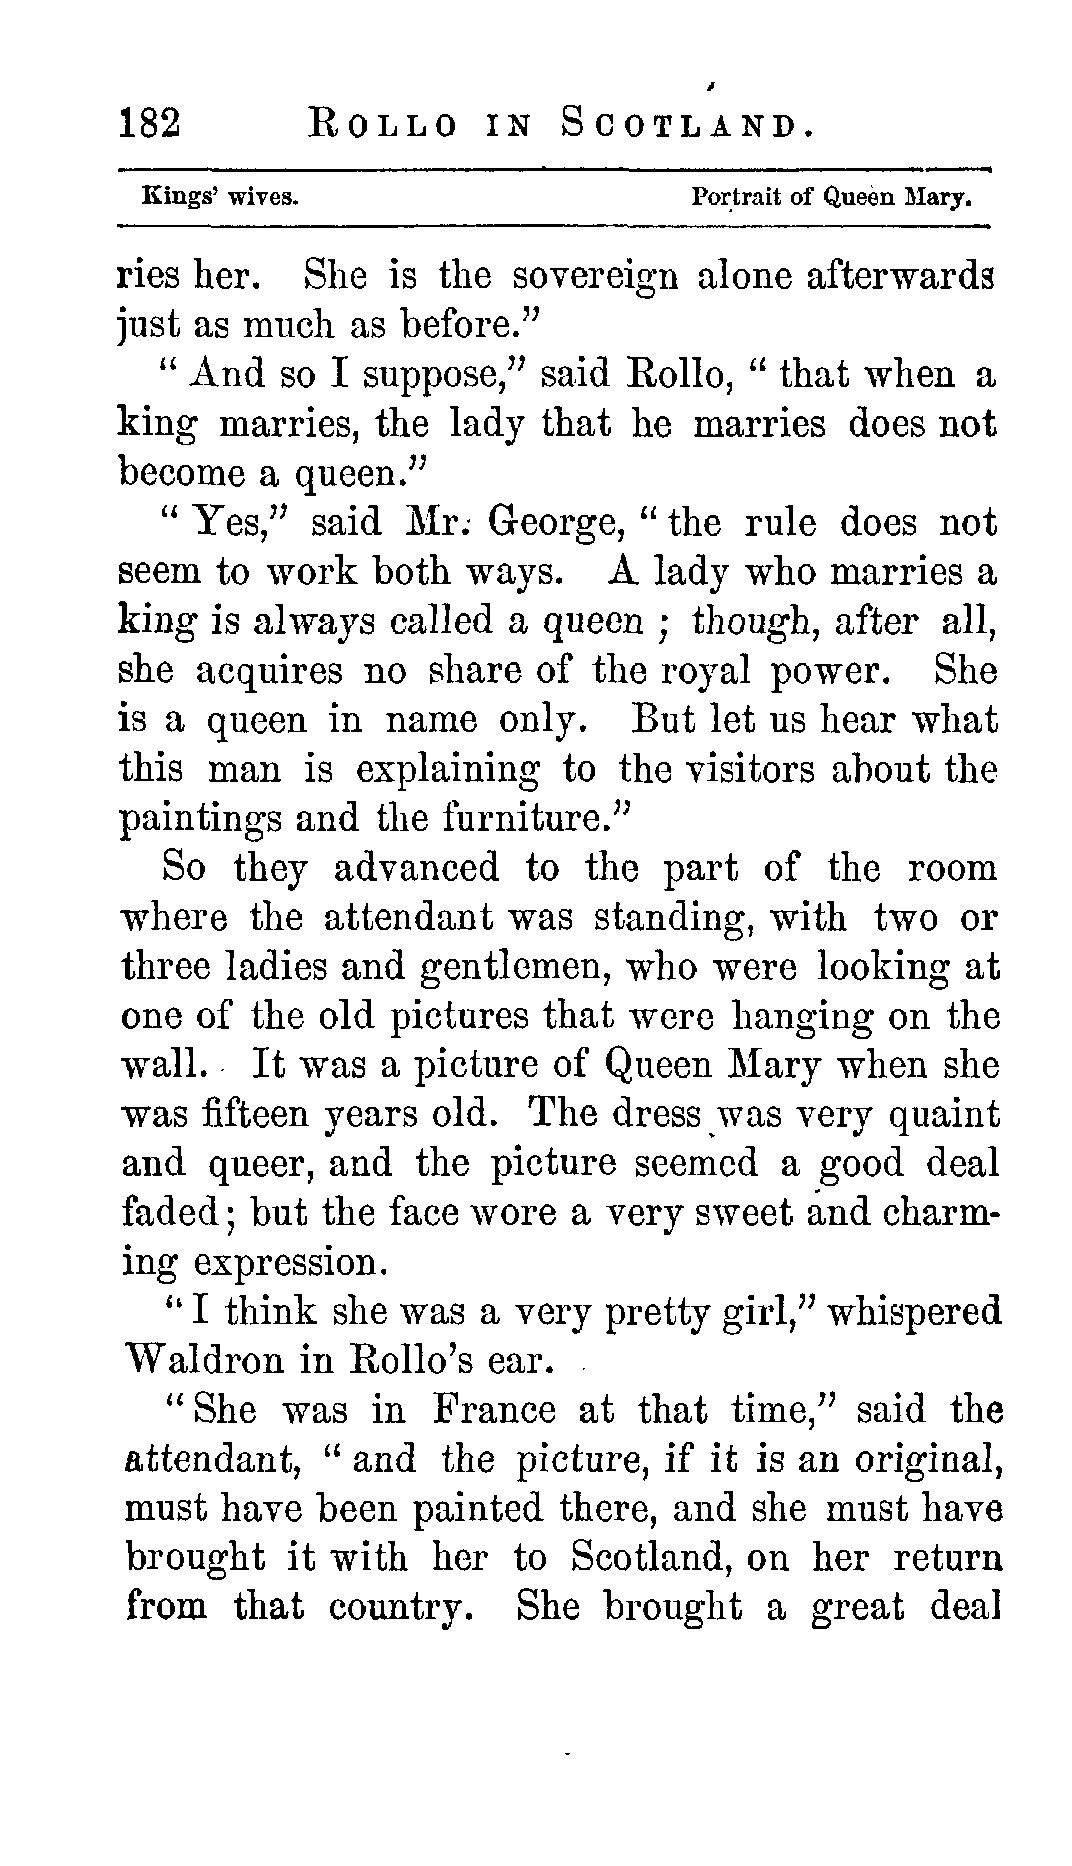 182 ROLLO IN SCOTLAND.
Kings' wives. Portrait of Queen Mary.
ries her. She is the sovereign alone afterwards
just as much as before."
" And so I suppose," said Rollo, " that when a
king marries, the lady that he marries does not
become a queen."
" Yes," said Mr. George, " the rule does not
seem to work both ways. A lady who marries a
king is always called a queen ; though, after all,
she acquires no share of the royal power. She
is a queen in name only. But let us hear what
this man is explaining to the visitors about the
paintings and the furniture."
So they advanced to the part of the room
where the attendant was standing, with two or
three ladies and gentlemen, who were looking at
one of the old pictures that were hanging on the
wall. It was a picture of Queen Mary when she
was fifteen years old. The dress was very quaint
and queer, and the picture seemed a good deal
faded; but the face wore a very sweet and charm-
ing expression.
" I think she was a very pretty girl," whispered
Waldron in Rollo's ear.
" She was in France at that time," said the
attendant, " and the picture, if it is an original,
must have been painted there, and she must have
brought it with her to Scotland, on her return
from that country. She brought a great deal